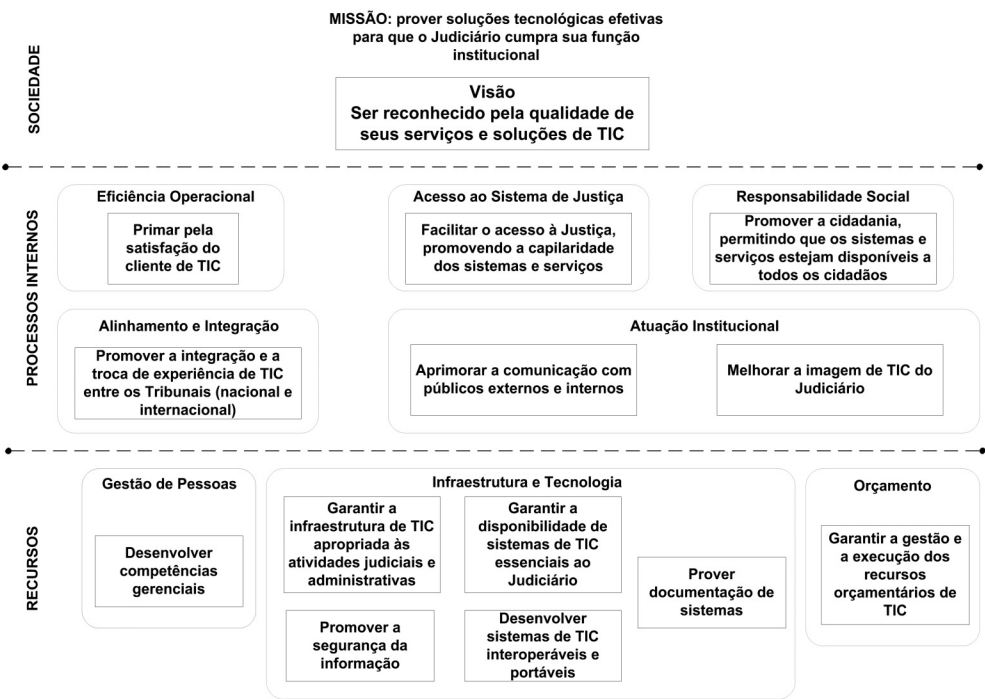 MISSÃO: prover soluções tecnológicas efetivas
para que o Judiciário cumpra sua função
institucional
SOCIEDADE
Visão
Ser reconhecido pela qualidade de
seus serviços e soluções de TIC
PROCESSOS INTERNOS
Eficiência Operacional
Primar pela
satisfação do
cliente de TIC
Acesso ao Sistema de Justiça
Facilitar o acesso à Justiça,
promovendo a capilaridade
dos sistemas e serviços
Responsabilidade Social
Promover a cidadania,
permitindo que os sistemas e
serviços estejam disponíveis a
todos os cidadãos
Alinhamento e Integração
Promover a integração e a
troca de experiência de TIC
entre os Tribunais (nacional e
internacional)
Atuação Institucional
Aprimorar a comunicação com
públicos externos e internos
Melhorar a imagem de TIC do
Judiciário
RECURSOS
Gestão de Pessoas
Desenvolver
competências
gerenciais
Infraestrutura e Tecnologia
Garantir a
infraestrutura de TIC
apropriada às
atividades judiciais e
administrativas
Garantir a
disponibilidade de
sistemas de TIC
essenciais ao
Judiciário
Prover
documentação de
sistemas
Promover a
segurança da
informação
Desenvolver
sistemas de TIC
interoperáveis e
portáveis
Orçamento
Garantir a gestão e
a execução dos
recursos
orçamentários de
TIC